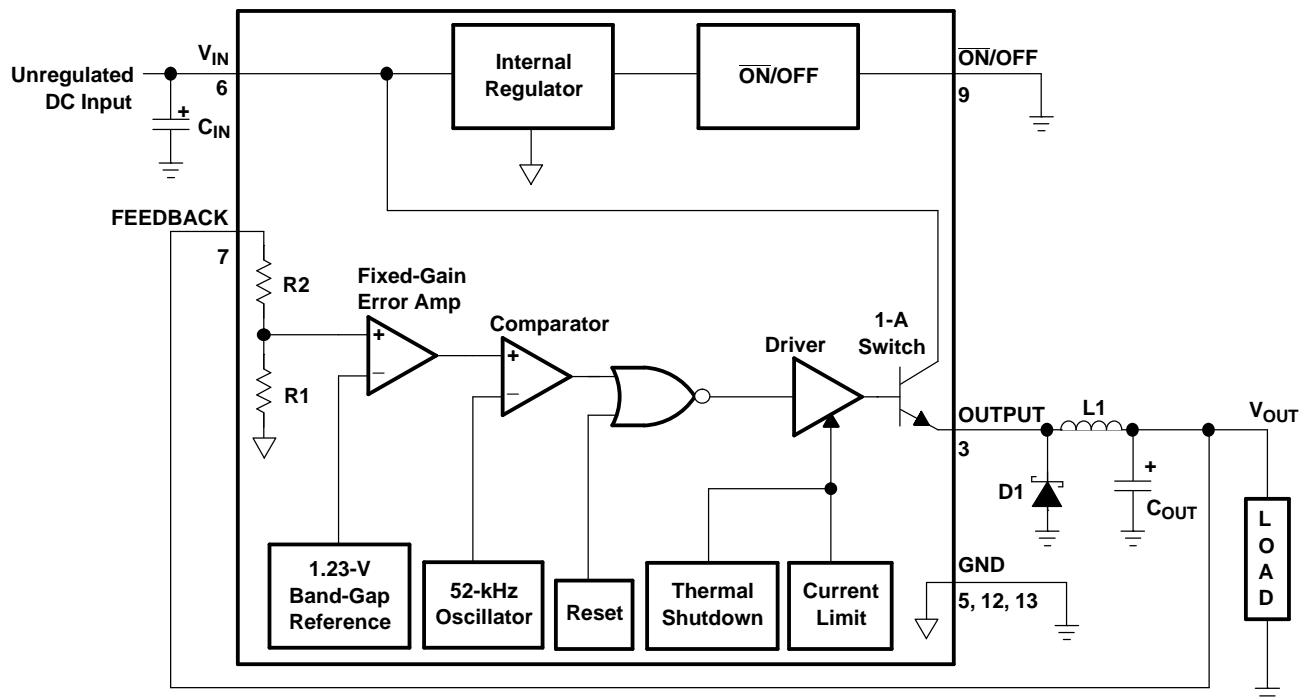 Unregulated
DC Input
V_IN
6
+
C_IN
Internal
Regulator
ON/OFF
ON/OFF
9
FEEDBACK
7
R2
R1
Fixed-Gain
Error Amp
+
–
Comparator
+
–
Driver
1-A
Switch
OUTPUT
3
L1
V_OUT
D1
+
C_OUT
L
O
A
D
1.23-V
Band-Gap
Reference
52-kHz
Oscillator
Reset
Thermal
Shutdown
Current
Limit
GND
5, 12, 13